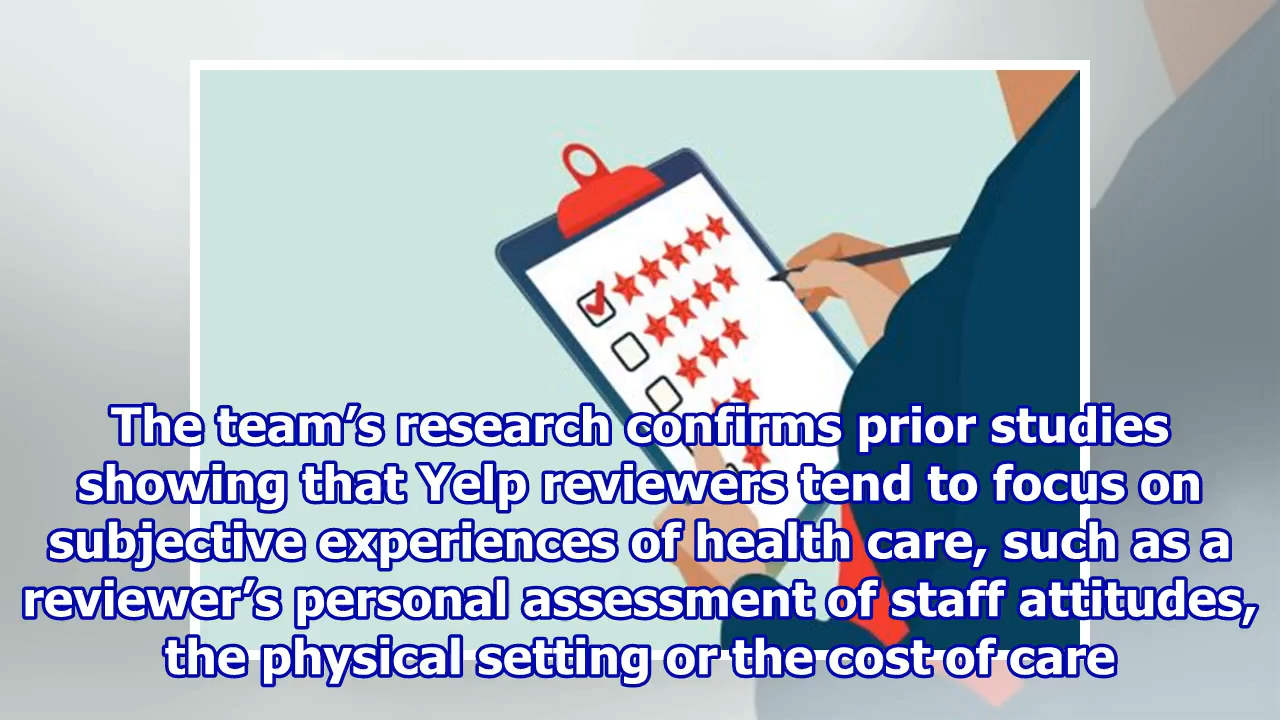 The team’s research confirms prior studies
showing that Yelp reviewers tend to focus on
subjective experiences of health care, such as a
reviewer’s personal assessment of staff attitudes,
the physical setting or the cost of care